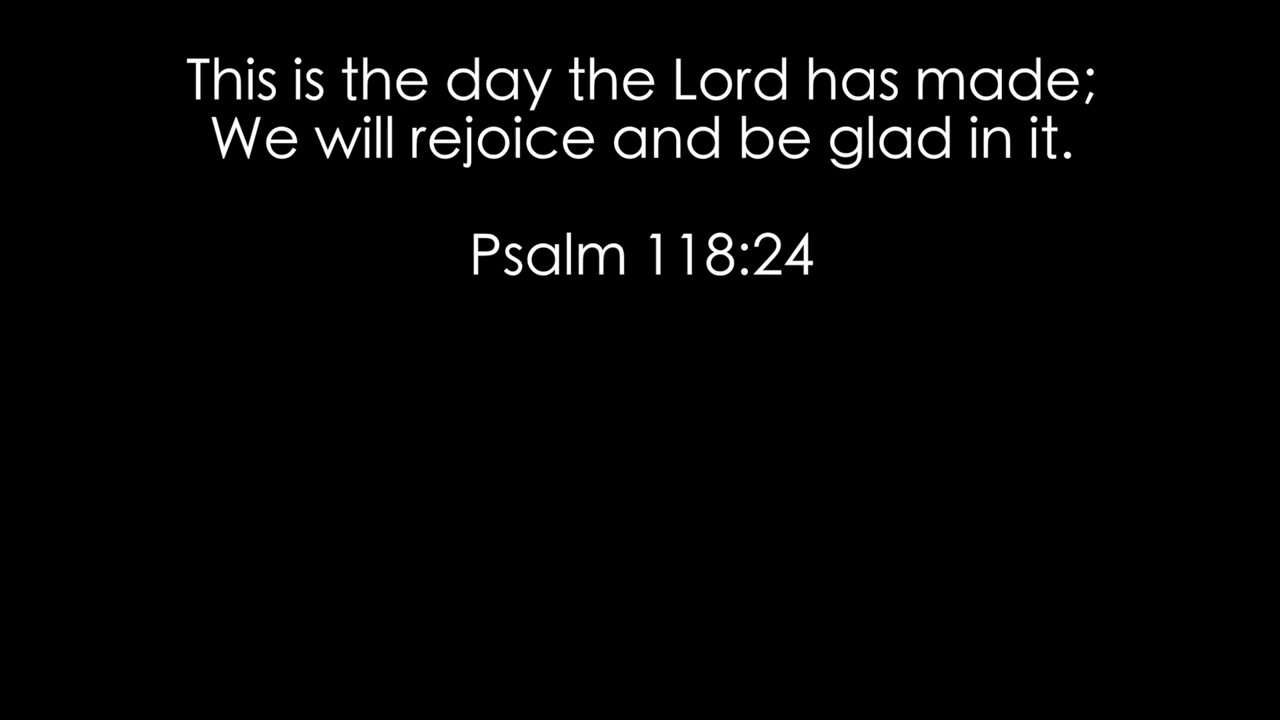 This is the day the Lord has made;
We will rejoice and be glad in it.
Psalm 118:24